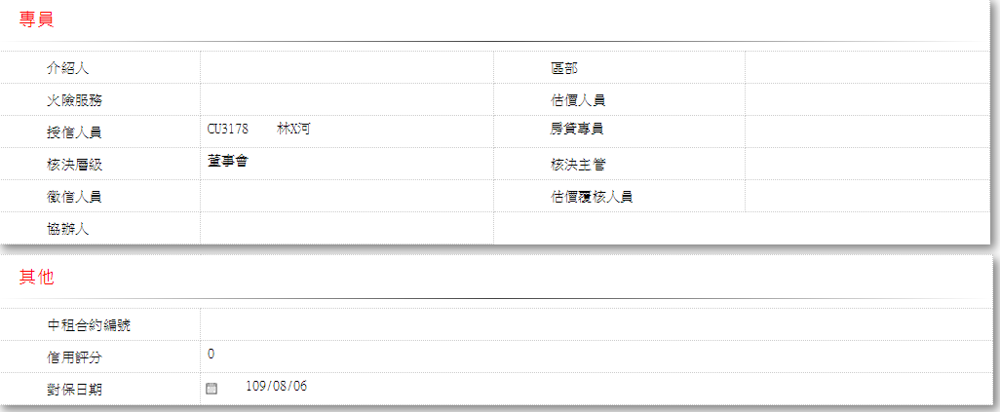 專員
介紹人 區部
火險服務 估價人員
授信人員 CU3178 林X河 房貸專員
核決層級 董事會 核決主管
徵信人員 估價覆核人員
協辦人
其他
中租合約編號
信用評分 0
對保日期 109/08/06